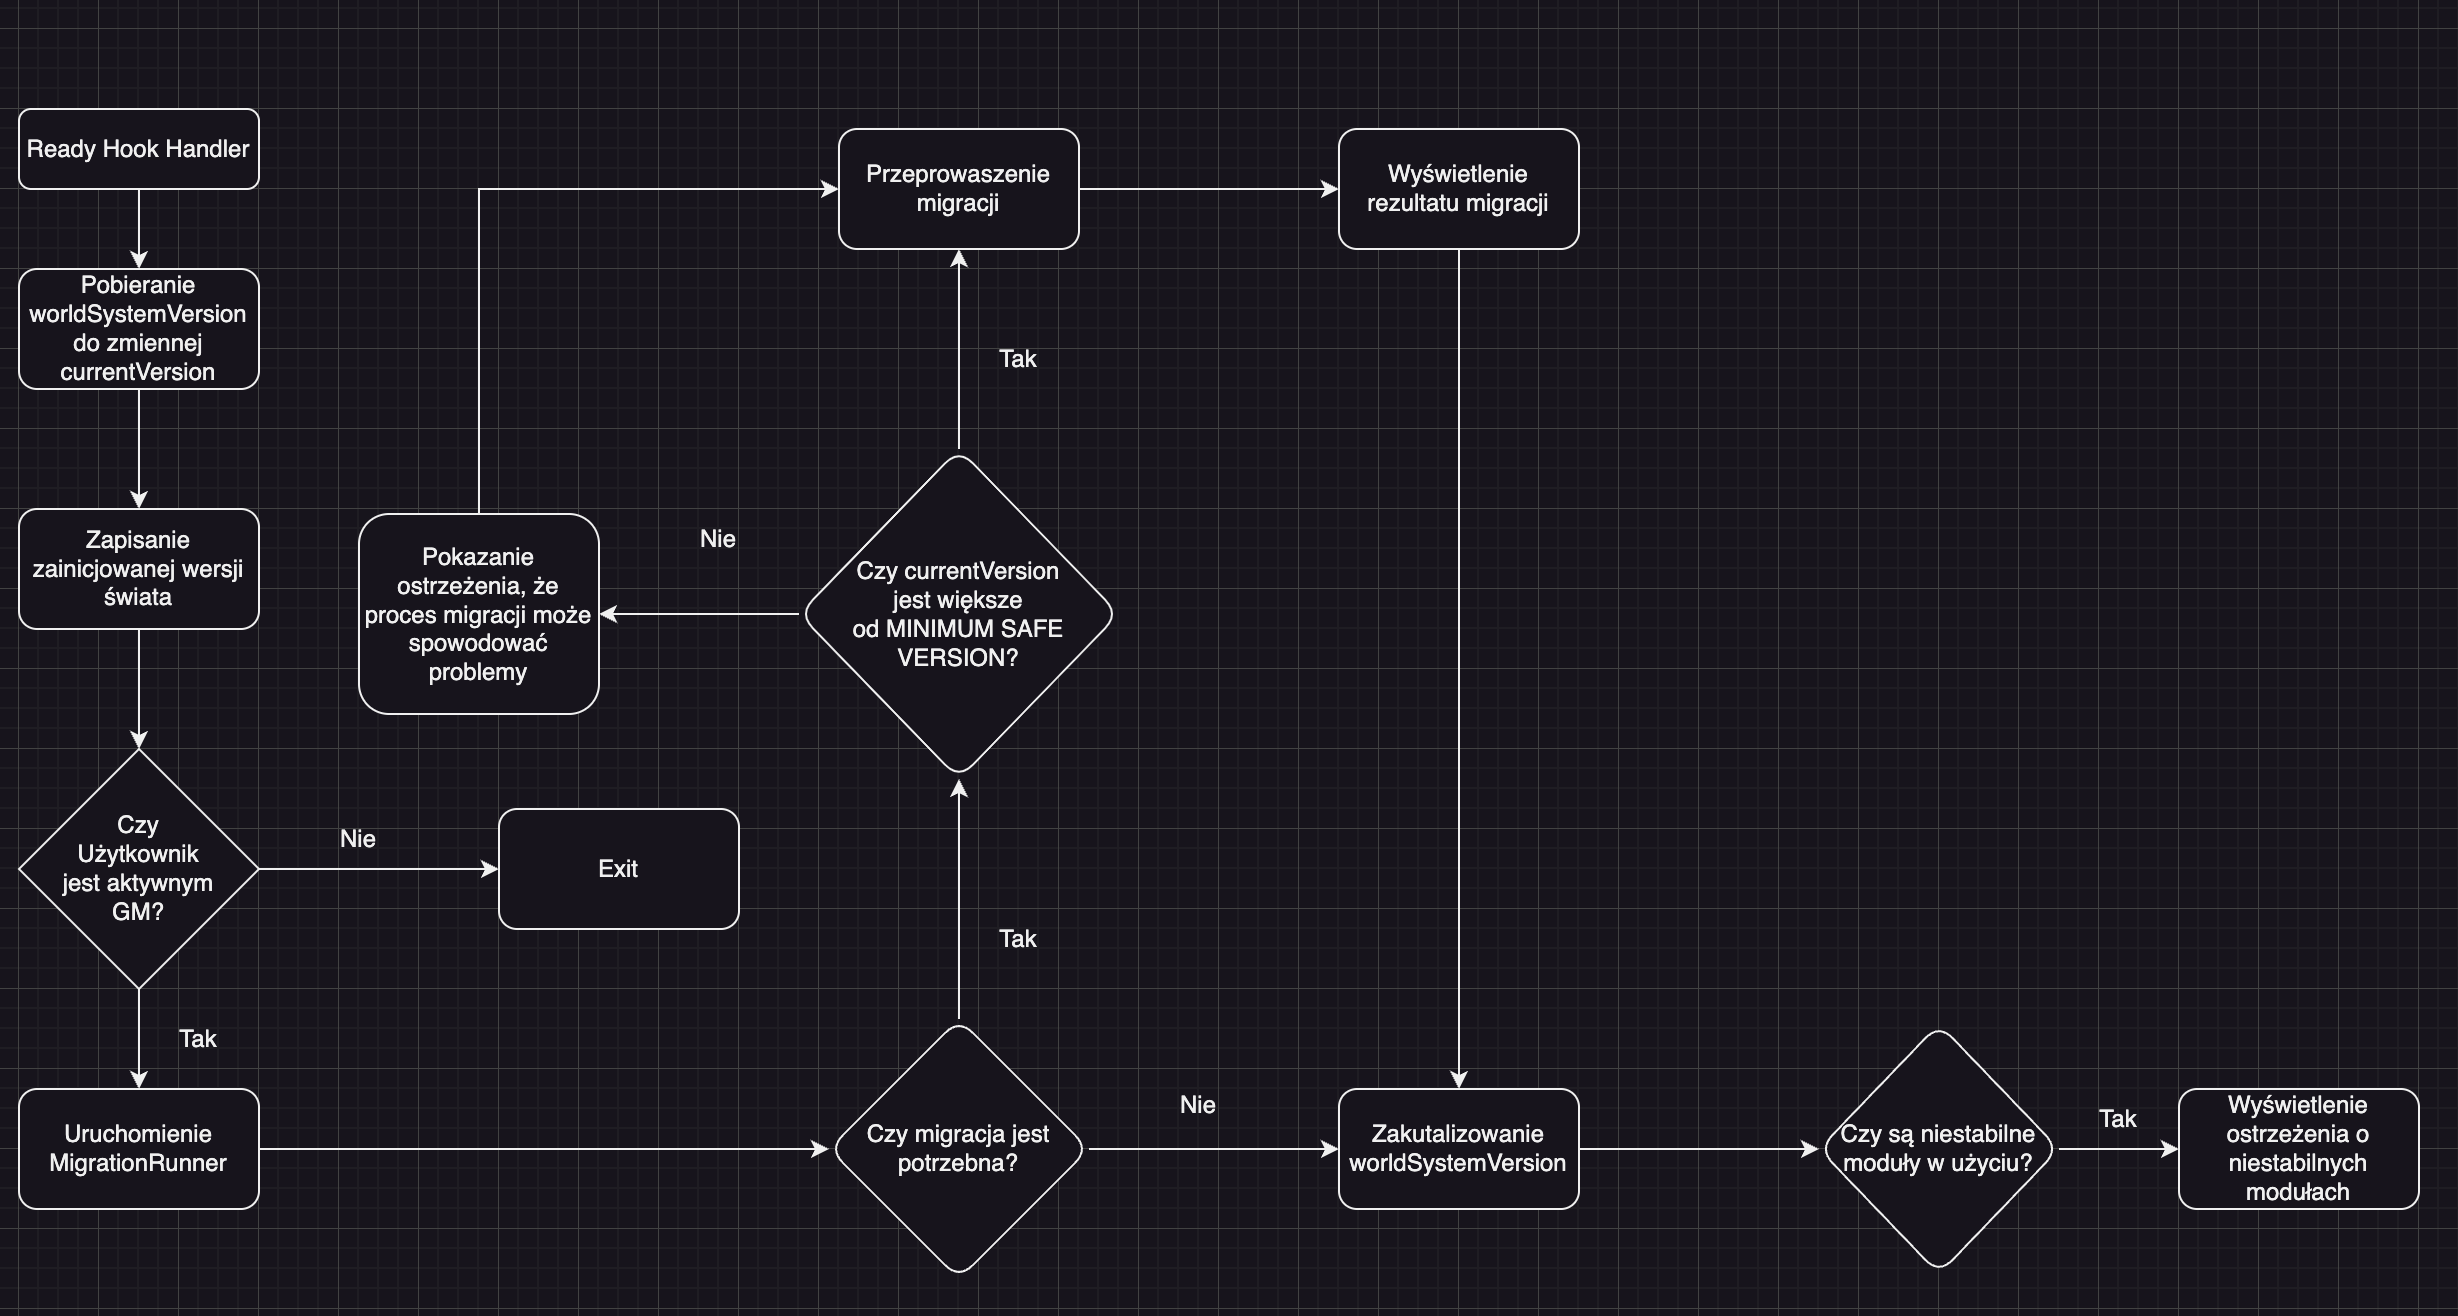 Ready Hook Handler
Pobieranie
worldSystemVersion
do zmiennej
currentVersion
Zapisanie
zainicjowanej wersji
świata
Czy
Użytkownik
jest aktywnym
GM?
Nie
Exit
Tak
Uruchomienie
MigrationRunner
Czy migracja jest
potrzebna?
Tak
Czy currentVersion
jest większe
od MINIMUM SAFE
VERSION?
Nie
Pokazanie
ostrzeżenia, że
proces migracji może
spowodować
problemy
Tak
Przeprowaszenie
migracji
Wyświetlenie
rezultatu migracji
Nie
Zakutalizowanie
worldSystemVersion
Czy są niestabilne
moduły w użyciu?
Tak
Wyświetlenie
ostrzeżenia o
niestabilnych
modułach